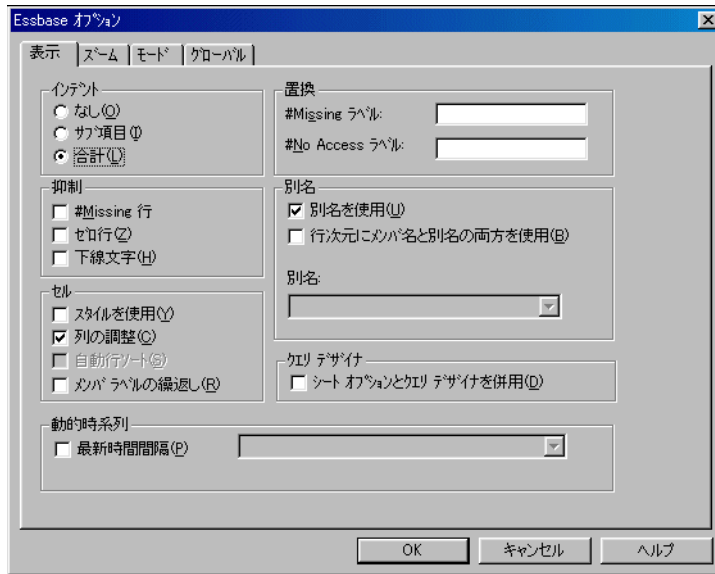 Essbase ｵﾌﾟｼｮﾝ
表示 ｽﾞｰﾑ ﾓｰﾄﾞ ｸﾞﾛｰﾊﾞﾙ
ｲﾝﾃﾞﾝﾄ
なし(O)
ｻﾌﾞ項目(I)
合計(L)
置換
#Missing ﾗﾍﾞﾙ:
#No Access ﾗﾍﾞﾙ:
抑制
#Missing 行
ｾﾞﾛ行(Z)
下線文字(H)
別名
別名を使用(U)
行次元にﾒﾝﾊﾞ名と別名の両方を使用(B)
別名:
ｾﾙ
ｽﾀｲﾙを使用(Y)
列の調整(C)
自動行ｿｰﾄ(S)
ﾒﾝﾊﾞ ﾗﾍﾞﾙの繰返し(R)
ｸｴﾘ ﾃﾞｻﾞｲﾅ
ｼｰﾄ ｵﾌﾟｼｮﾝとｸｴﾘ ﾃﾞｻﾞｲﾅを併用(D)
動的時系列
最新時間間隔(P)
OK キャンセル ヘルプ